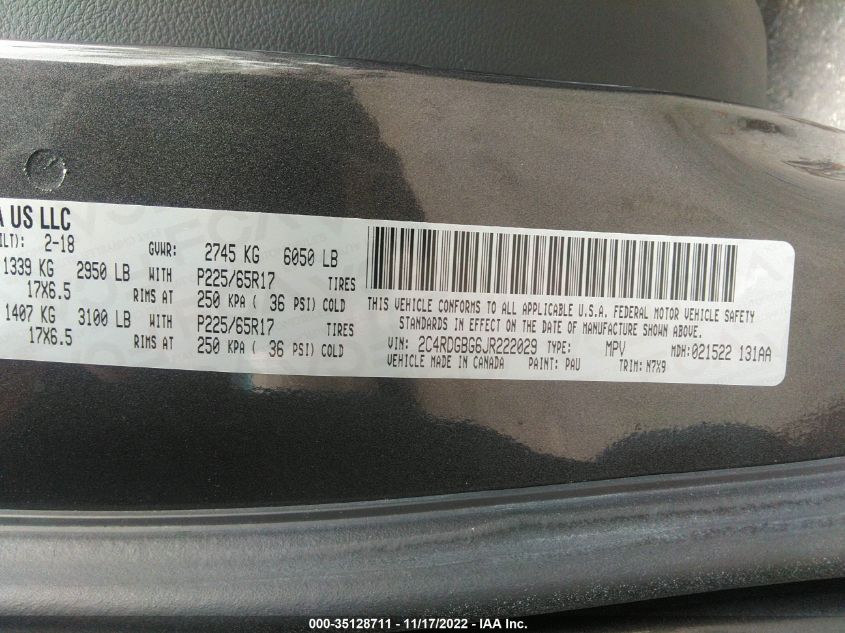 A US LLC
ILT): 2-18 GVWR: 2745 KG 6050 LB
1339 KG 2950 LB WITH P225/65R17 TIRES
17X6.5 RIMS AT 250 KPA ( 36 PSI) COLD
1407 KG 3100 LB WITH P225/65R17 TIRES
17X6.5 RIMS AT 250 KPA ( 36 PSI) COLD
THIS VEHICLE CONFORMS TO ALL APPLICABLE U.S.A. FEDERAL MOTOR VEHICLE SAFETY
STANDARDS IN EFFECT ON THE DATE OF MANUFACTURE SHOWN ABOVE.
VIN: 2C4RDGBG6JR222029 TYPE: MPV MDH:021522 131AA
VEHICLE MADE IN CANADA PAINT: PAU TRIM: N7X9
000-35128711 - 11/17/2022 - IAA Inc.